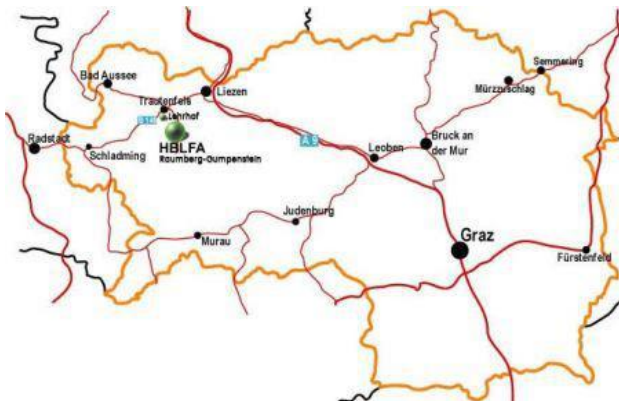 Semmering
Bad Aussee
Mürzzuschlag
Liezen
Trautenfels
Lehrhof
HBLFA
Raumberg-Gumpenstein
Radstadt
Schladming
A 9
Leoben
Bruck an
der Mur
Judenburg
Murau
Graz
Fürstenfeld